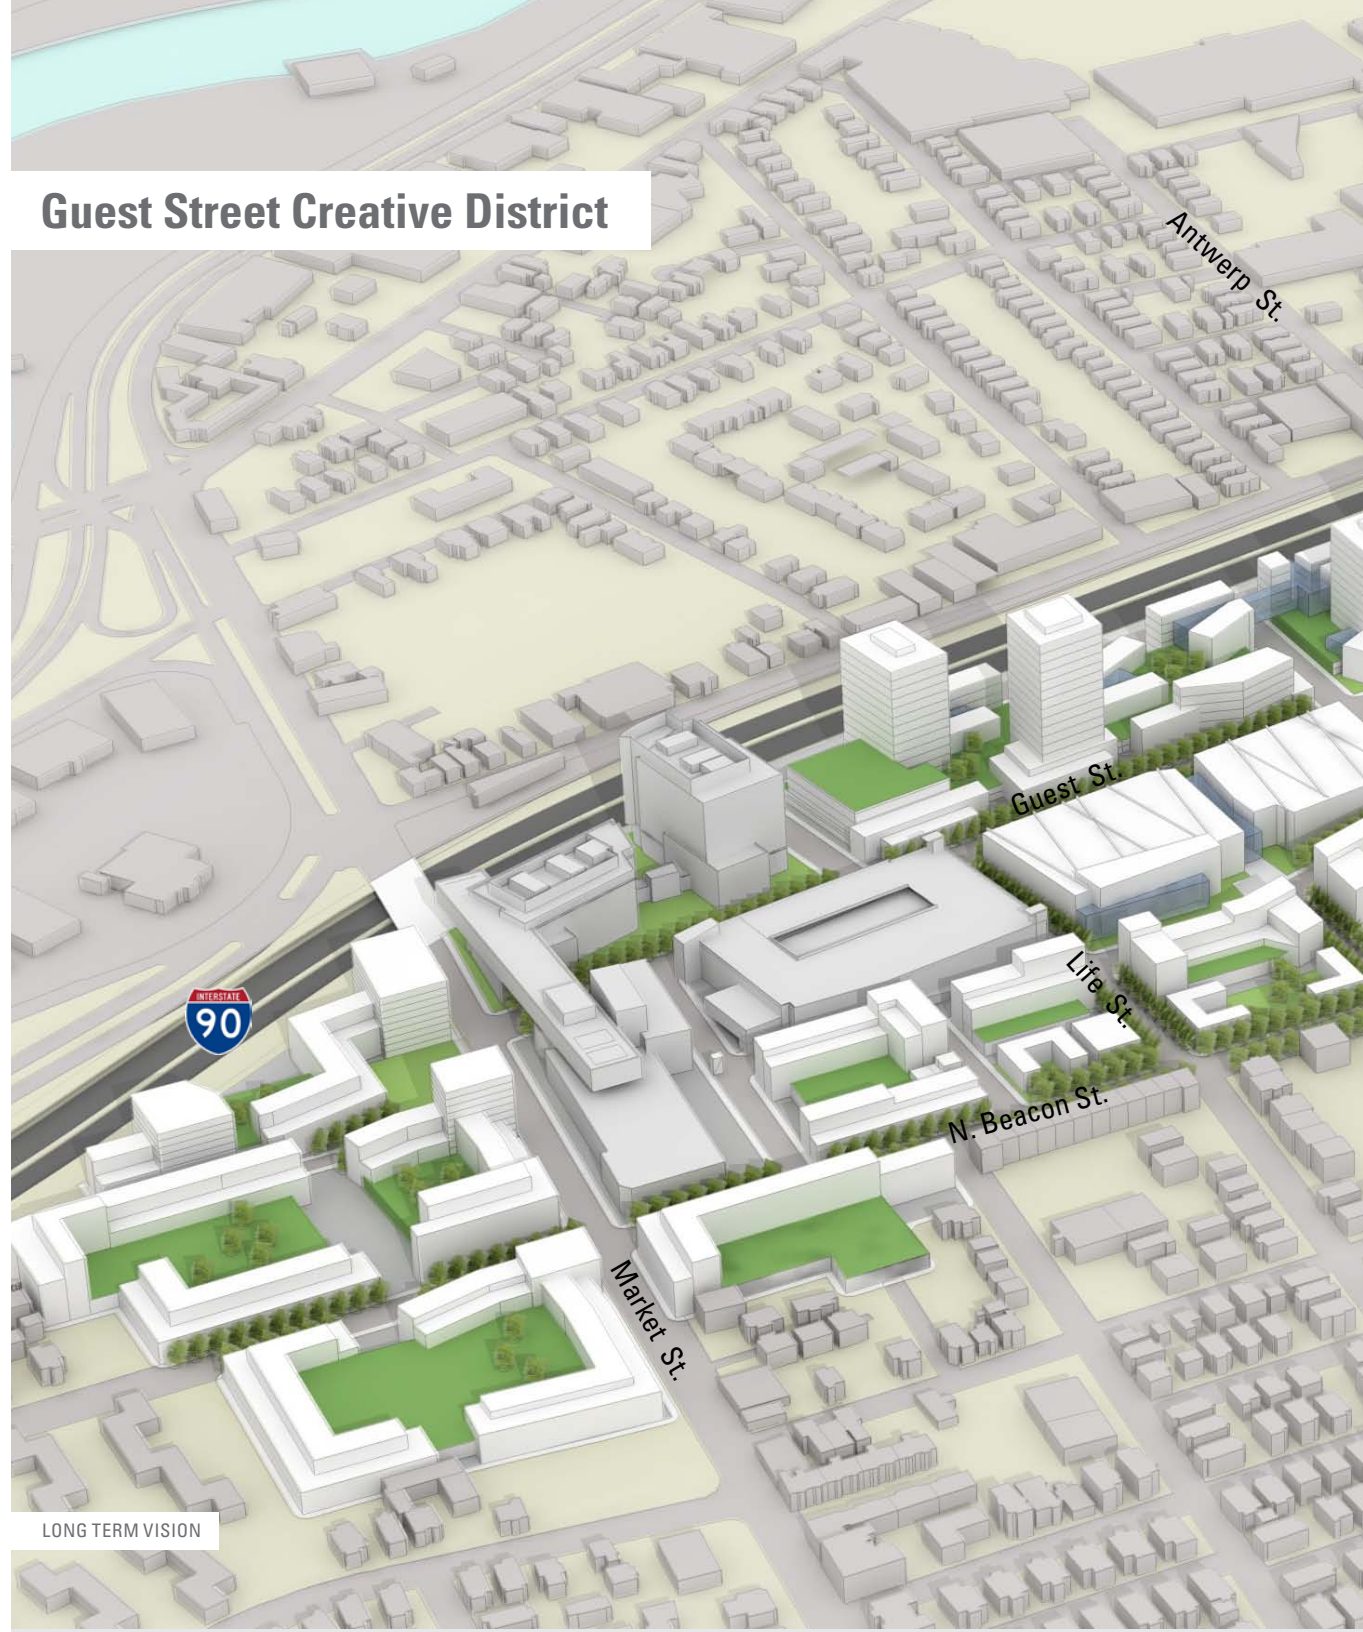 Guest Street Creative District
Antwerp St.
Guest St.
Life St.
INTERSTATE
90
N. Beacon St.
Market St.
LONG TERM VISION